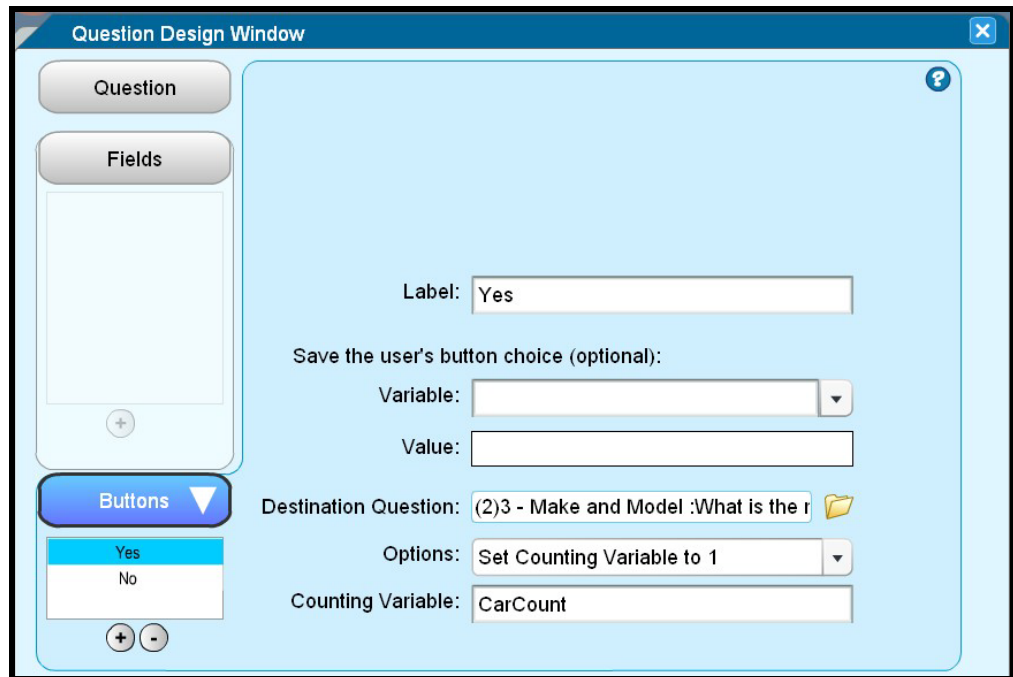 Question Design Window
Question
Fields
Label: Yes
Save the user's button choice (optional):
Variable:
Value:
Buttons
Destination Question: (2)3 - Make and Model :What is the r
Yes
Options: Set Counting Variable to 1
No
Counting Variable: CarCount